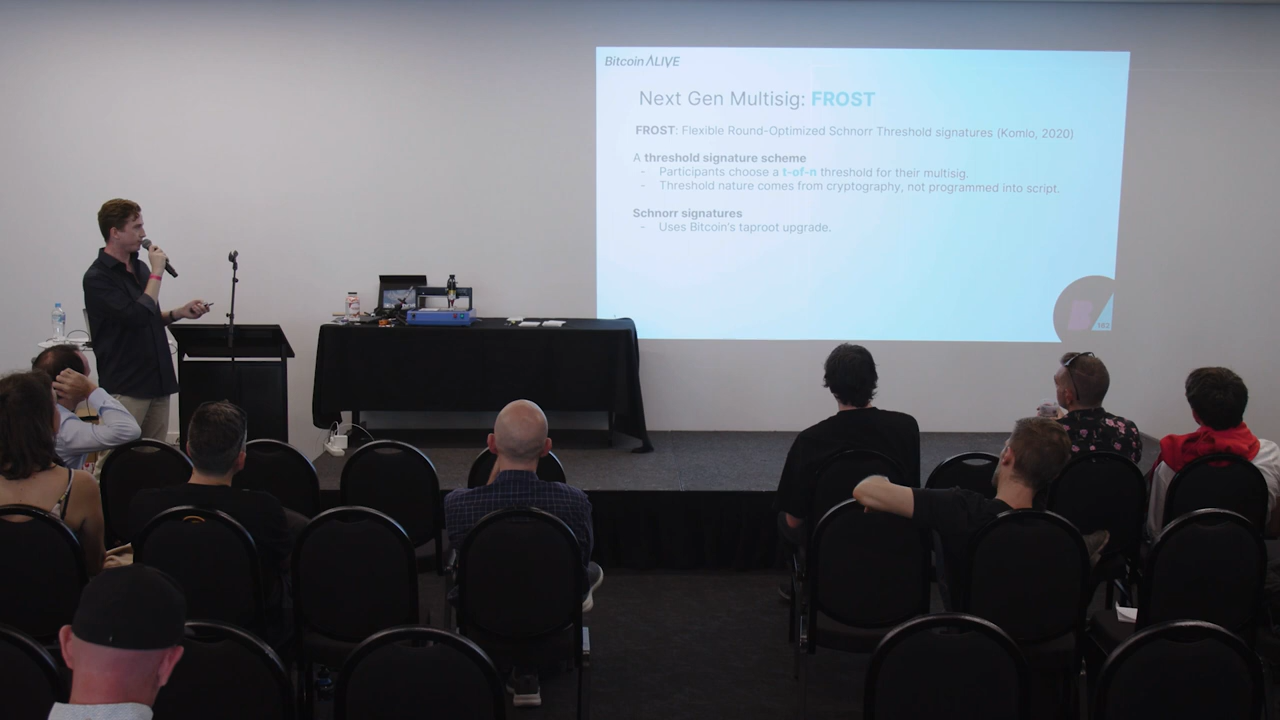 Bitcoin ΛLIVE
Next Gen Multisig: FROST
FROST: Flexible Round-Optimized Schnorr Threshold signatures (Komlo, 2020)
A threshold signature scheme
- Participants choose a t-of-n threshold for their multisig.
- Threshold nature comes from cryptography, not programmed into script.
Schnorr signatures
- Uses Bitcoin's taproot upgrade.
B